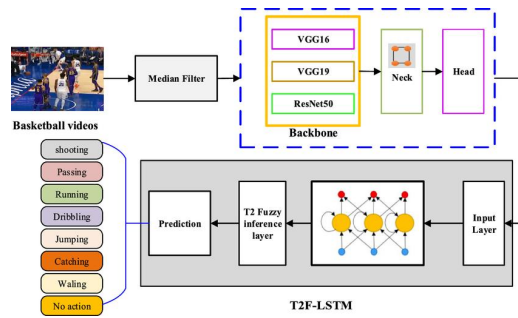 VGG16
Median Filter
VGG19
Neck
Head
ResNet50
Backbone
Basketball videos
shooting
Passing
Running
Dribbling
Jumping
Catching
Waling
No action
Prediction
T2 Fuzzy
inference
layer
Input
Layer
T2F-LSTM